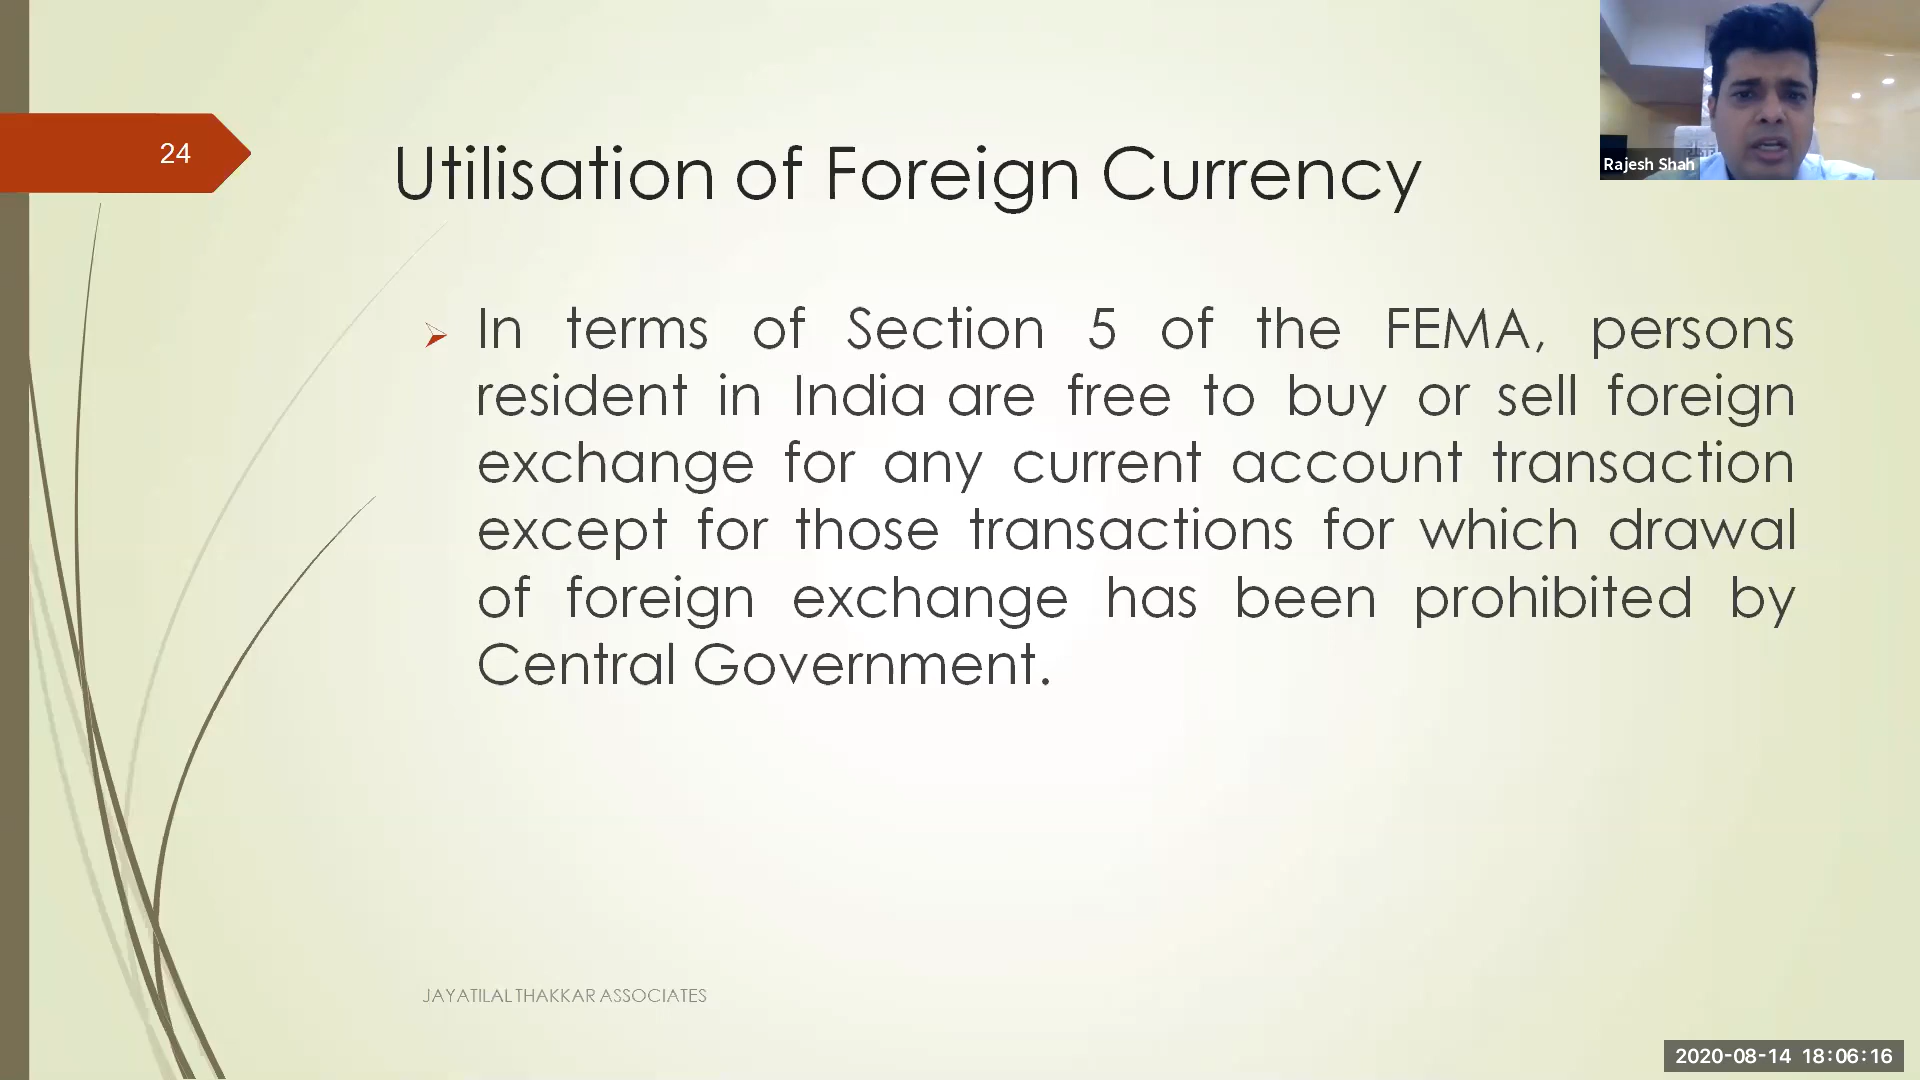 24
Utilisation of Foreign Currency
Rajesh Shah
In terms of Section 5 of the FEMA, persons
resident in India are free to buy or sell foreign
exchange for any current account transaction
except for those transactions for which drawal
of foreign exchange has been prohibited by
Central Government.
JAYATILAL THAKKAR ASSOCIATES
2020-08-14 18:06:16